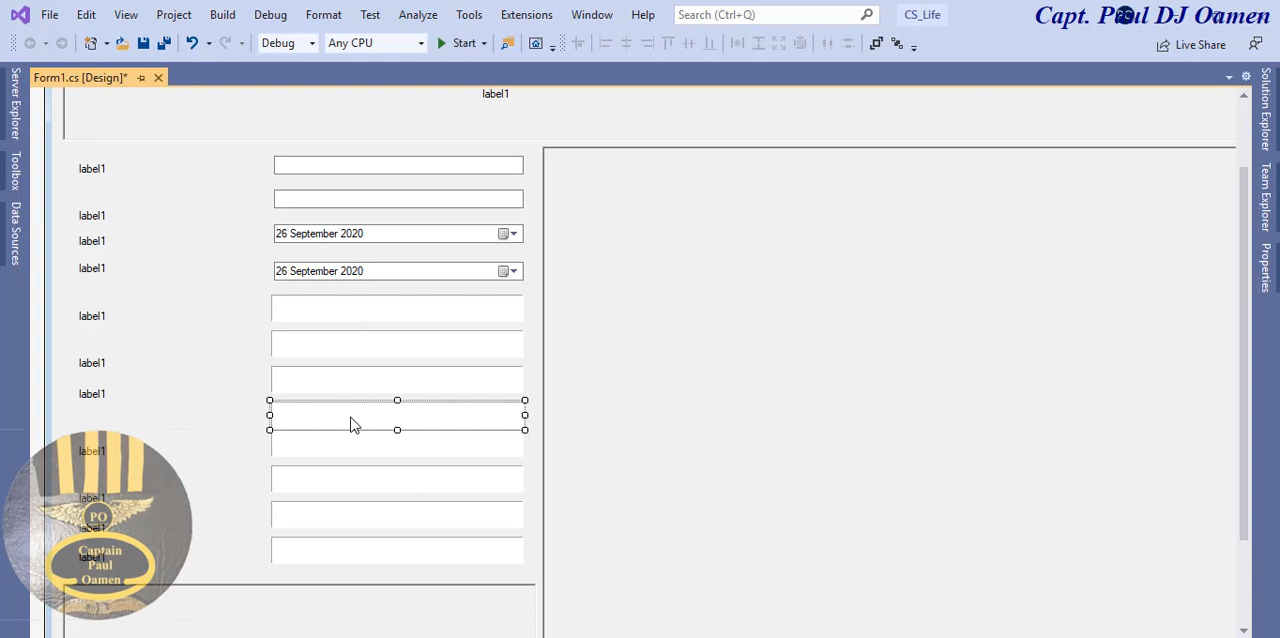 File Edit View Project Build Debug Format Test Analyze Tools Extensions Window Help Search (Ctrl+Q) CS_Life
Capt. Paul DJ Oamen
Debug Any CPU Start Live Share
Form1.cs [Design]*
Server Explorer
Toolbox
Data Sources
Solution Explorer
Team Explorer
Properties
label1
label1
label1
label1
26 September 2020
label1
26 September 2020
label1
label1
label1
label1
label1
label1
label1
PO
Captain
Paul
Oamen